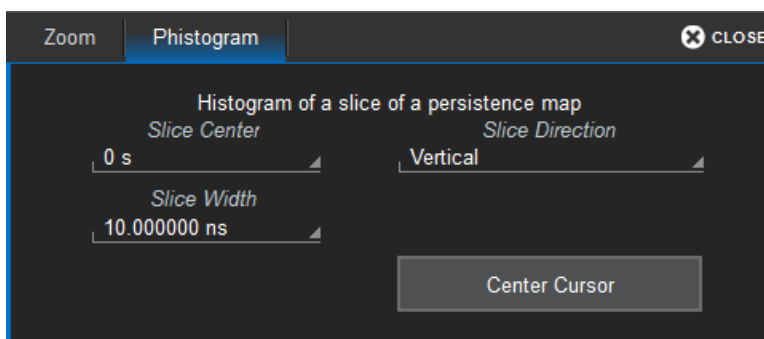 Zoom Phistogram CLOSE
Histogram of a slice of a persistence map
Slice Center Slice Direction
0 s Vertical
Slice Width
10.000000 ns
Center Cursor